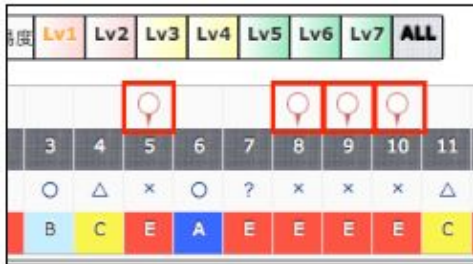 易度 Lv1 Lv2 Lv3 Lv4 Lv5 Lv6 Lv7 ALL
3 4 5 6 7 8 9 10 11
○ △ × ○ ? × × × △
B C E A E E E E C